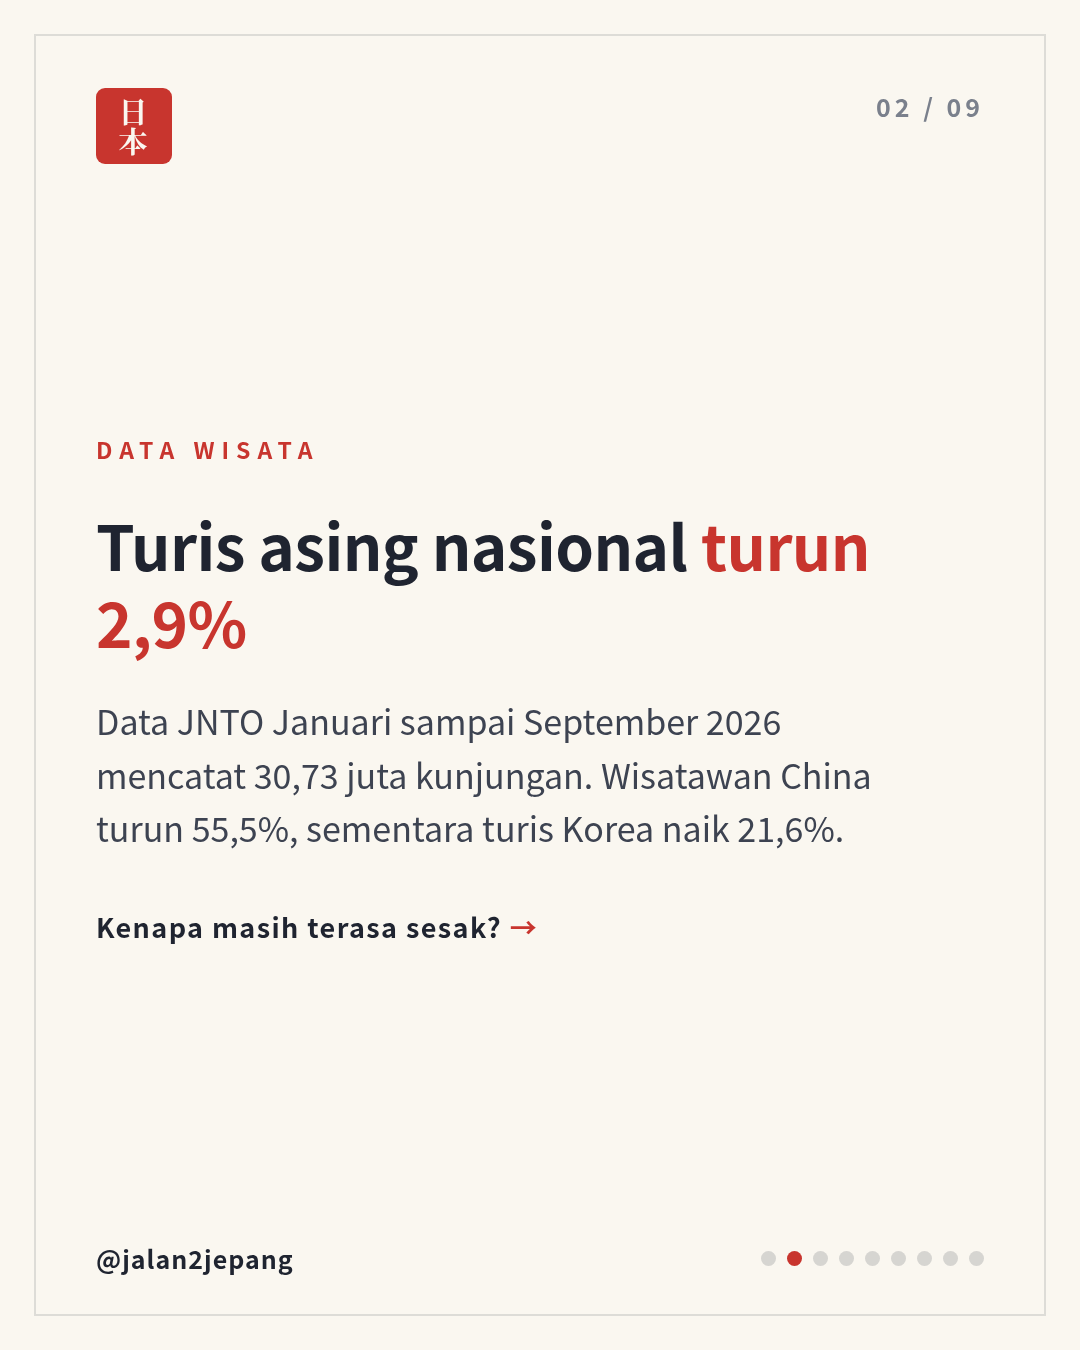 日
本
02 / 09
DATA WISATA
Turis asing nasional turun
2,9%
Data JNTO Januari sampai September 2026
mencatat 30,73 juta kunjungan. Wisatawan China
turun 55,5%, sementara turis Korea naik 21,6%.
Kenapa masih terasa sesak? →
@jalan2jepang